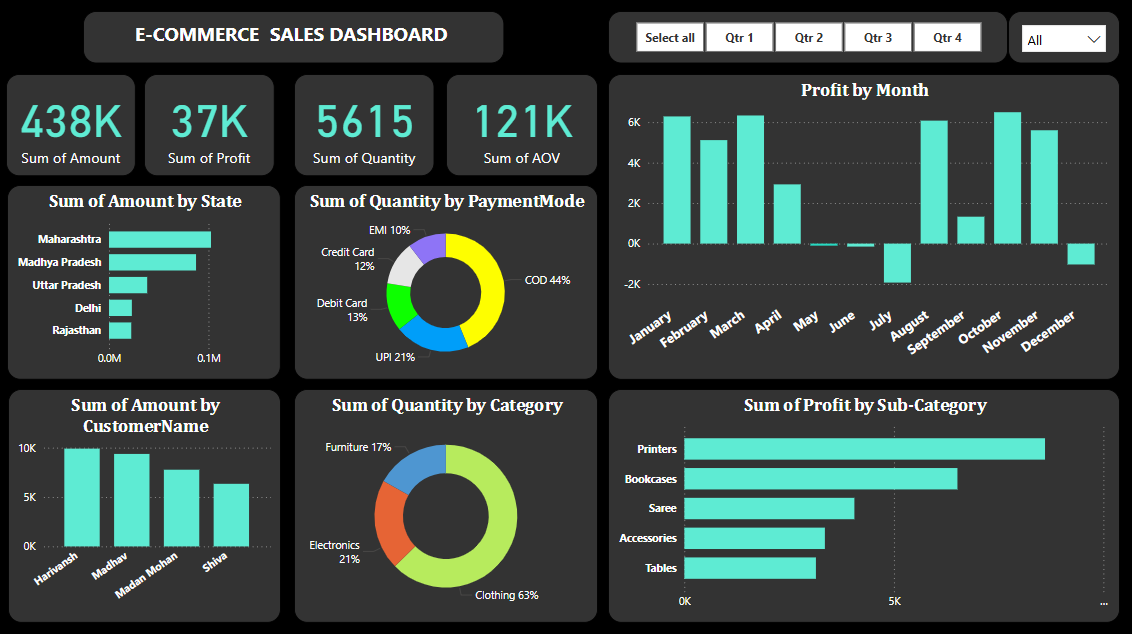 E-COMMERCE  SALES DASHBOARD
Select all
Qtr 1
Qtr 2
Qtr 3
Qtr 4
All
438K
Sum of Amount
37K
Sum of Profit
5615
Sum of Quantity
121K
Sum of AOV
Profit by Month
6K
4K
2K
0K
-2K
January
February
March
April
May
June
July
August
September
October
November
December
Sum of Amount by State
Maharashtra
Madhya Pradesh
Uttar Pradesh
Delhi
Rajasthan
0.0M
0.1M
Sum of Quantity by PaymentMode
EMI 10%
Credit Card
12%
Debit Card
13%
UPI 21%
COD 44%
Sum of Amount by
CustomerName
10K
5K
0K
Harivansh
Madhav
Madan Mohan
Shiva
Sum of Quantity by Category
Furniture 17%
Electronics
21%
Clothing 63%
Sum of Profit by Sub-Category
Printers
Bookcases
Saree
Accessories
Tables
0K
5K
...